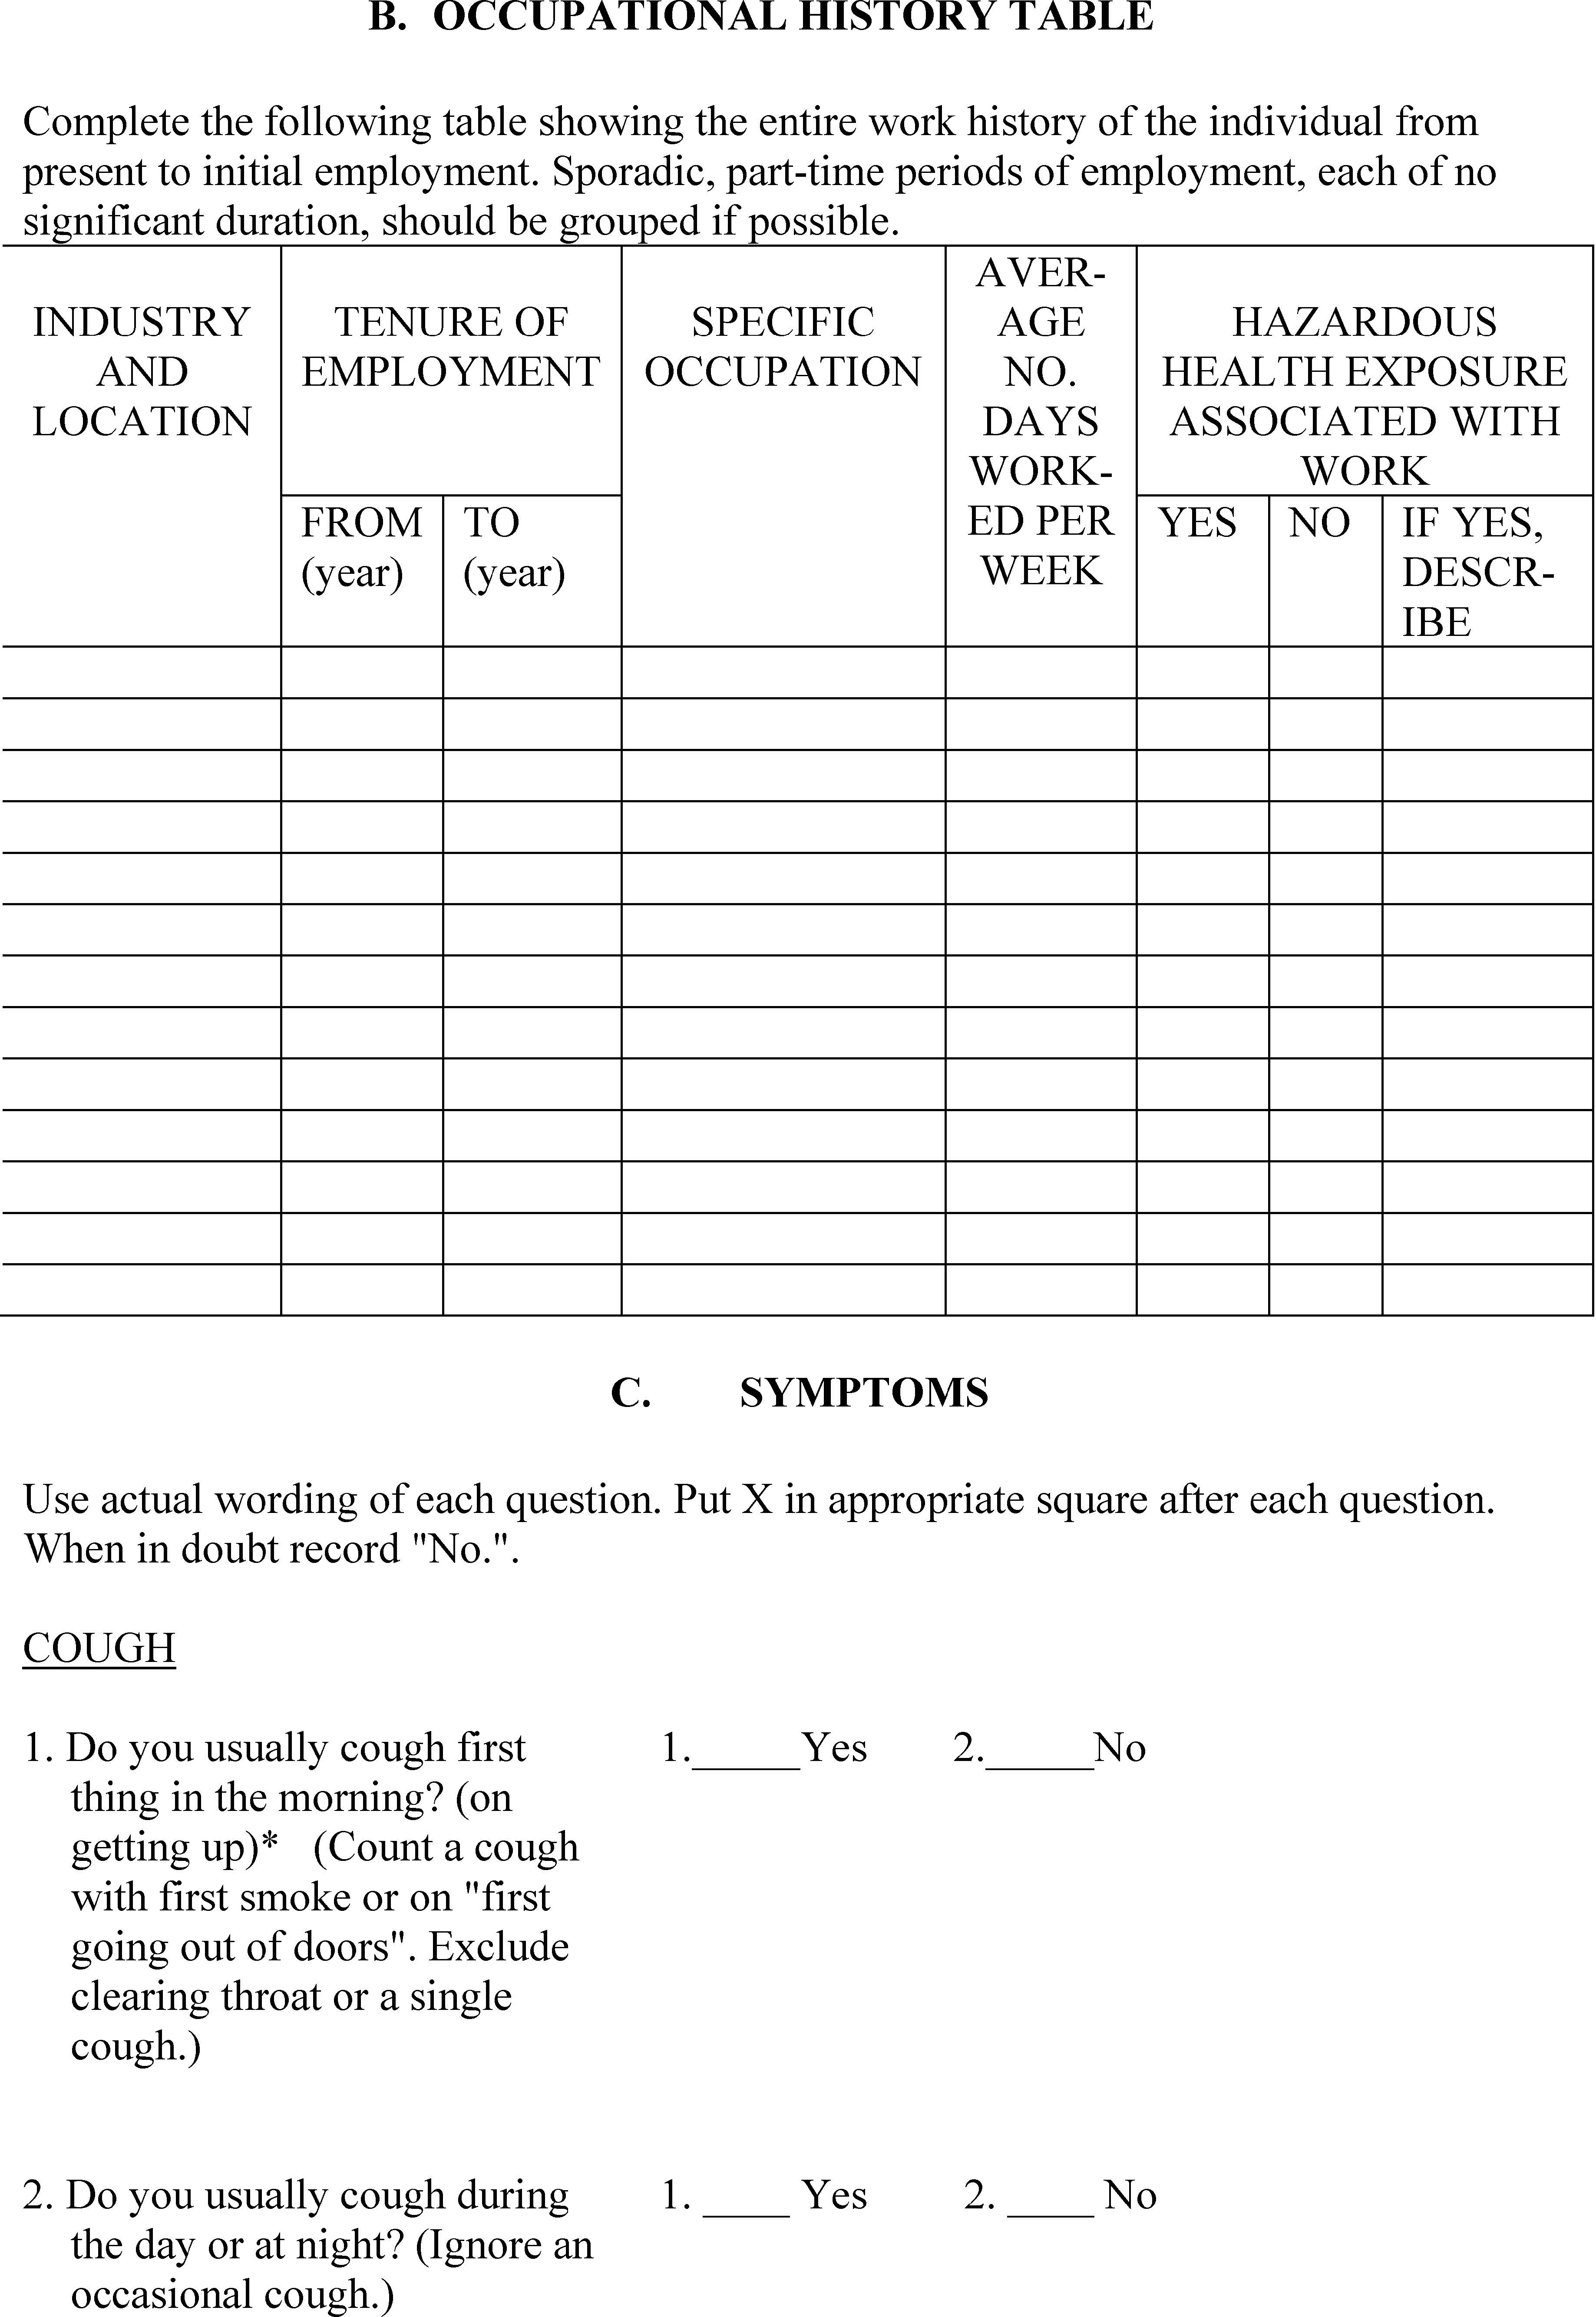 B. OCCUPATIONAL HISTORY TABLE
Complete the following table showing the entire work history of the individual from
present to initial employment. Sporadic, part-time periods of employment, each of no
significant duration, should be grouped if possible.
INDUSTRY
AND
LOCATION
TENURE OF
EMPLOYMENT
FROM
(year)
TO
(year)
SPECIFIC
OCCUPATION
AVER-
AGE
NO.
DAYS
WORK-
ED PER
WEEK
HAZARDOUS
HEALTH EXPOSURE
ASSOCIATED WITH
WORK
YES
NO
IF YES,
DESCR-
IBE
C. SYMPTOMS
Use actual wording of each question. Put X in appropriate square after each question.
When in doubt record "No.".
COUGH
1. Do you usually cough first 1._____Yes 2._____No
thing in the morning? (on
getting up)* (Count a cough
with first smoke or on "first
going out of doors". Exclude
clearing throat or a single
cough.)
2. Do you usually cough during 1. ____ Yes 2. ____ No
the day or at night? (Ignore an
occasional cough.)